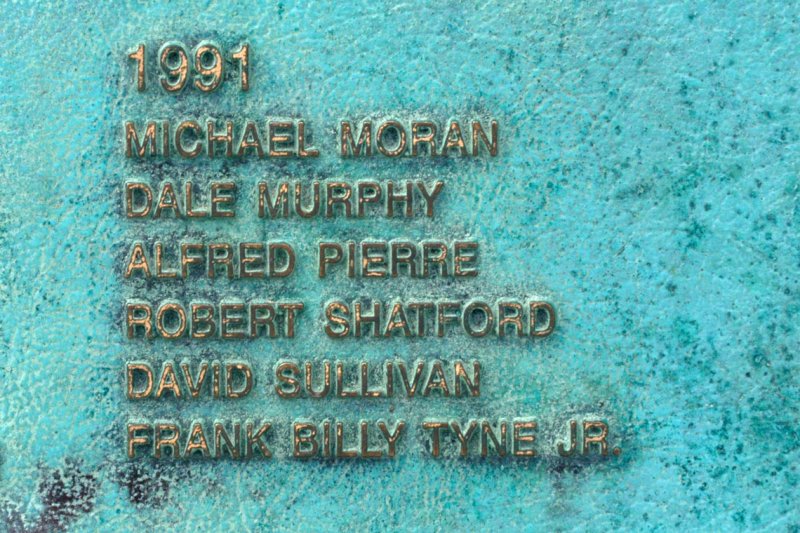 1991
MICHAEL MORAN
DALE MURPHY
ALFRED PIERRE
ROBERT SHATFORD
DAVID SULLIVAN
FRANK BILLY TYNE JR.